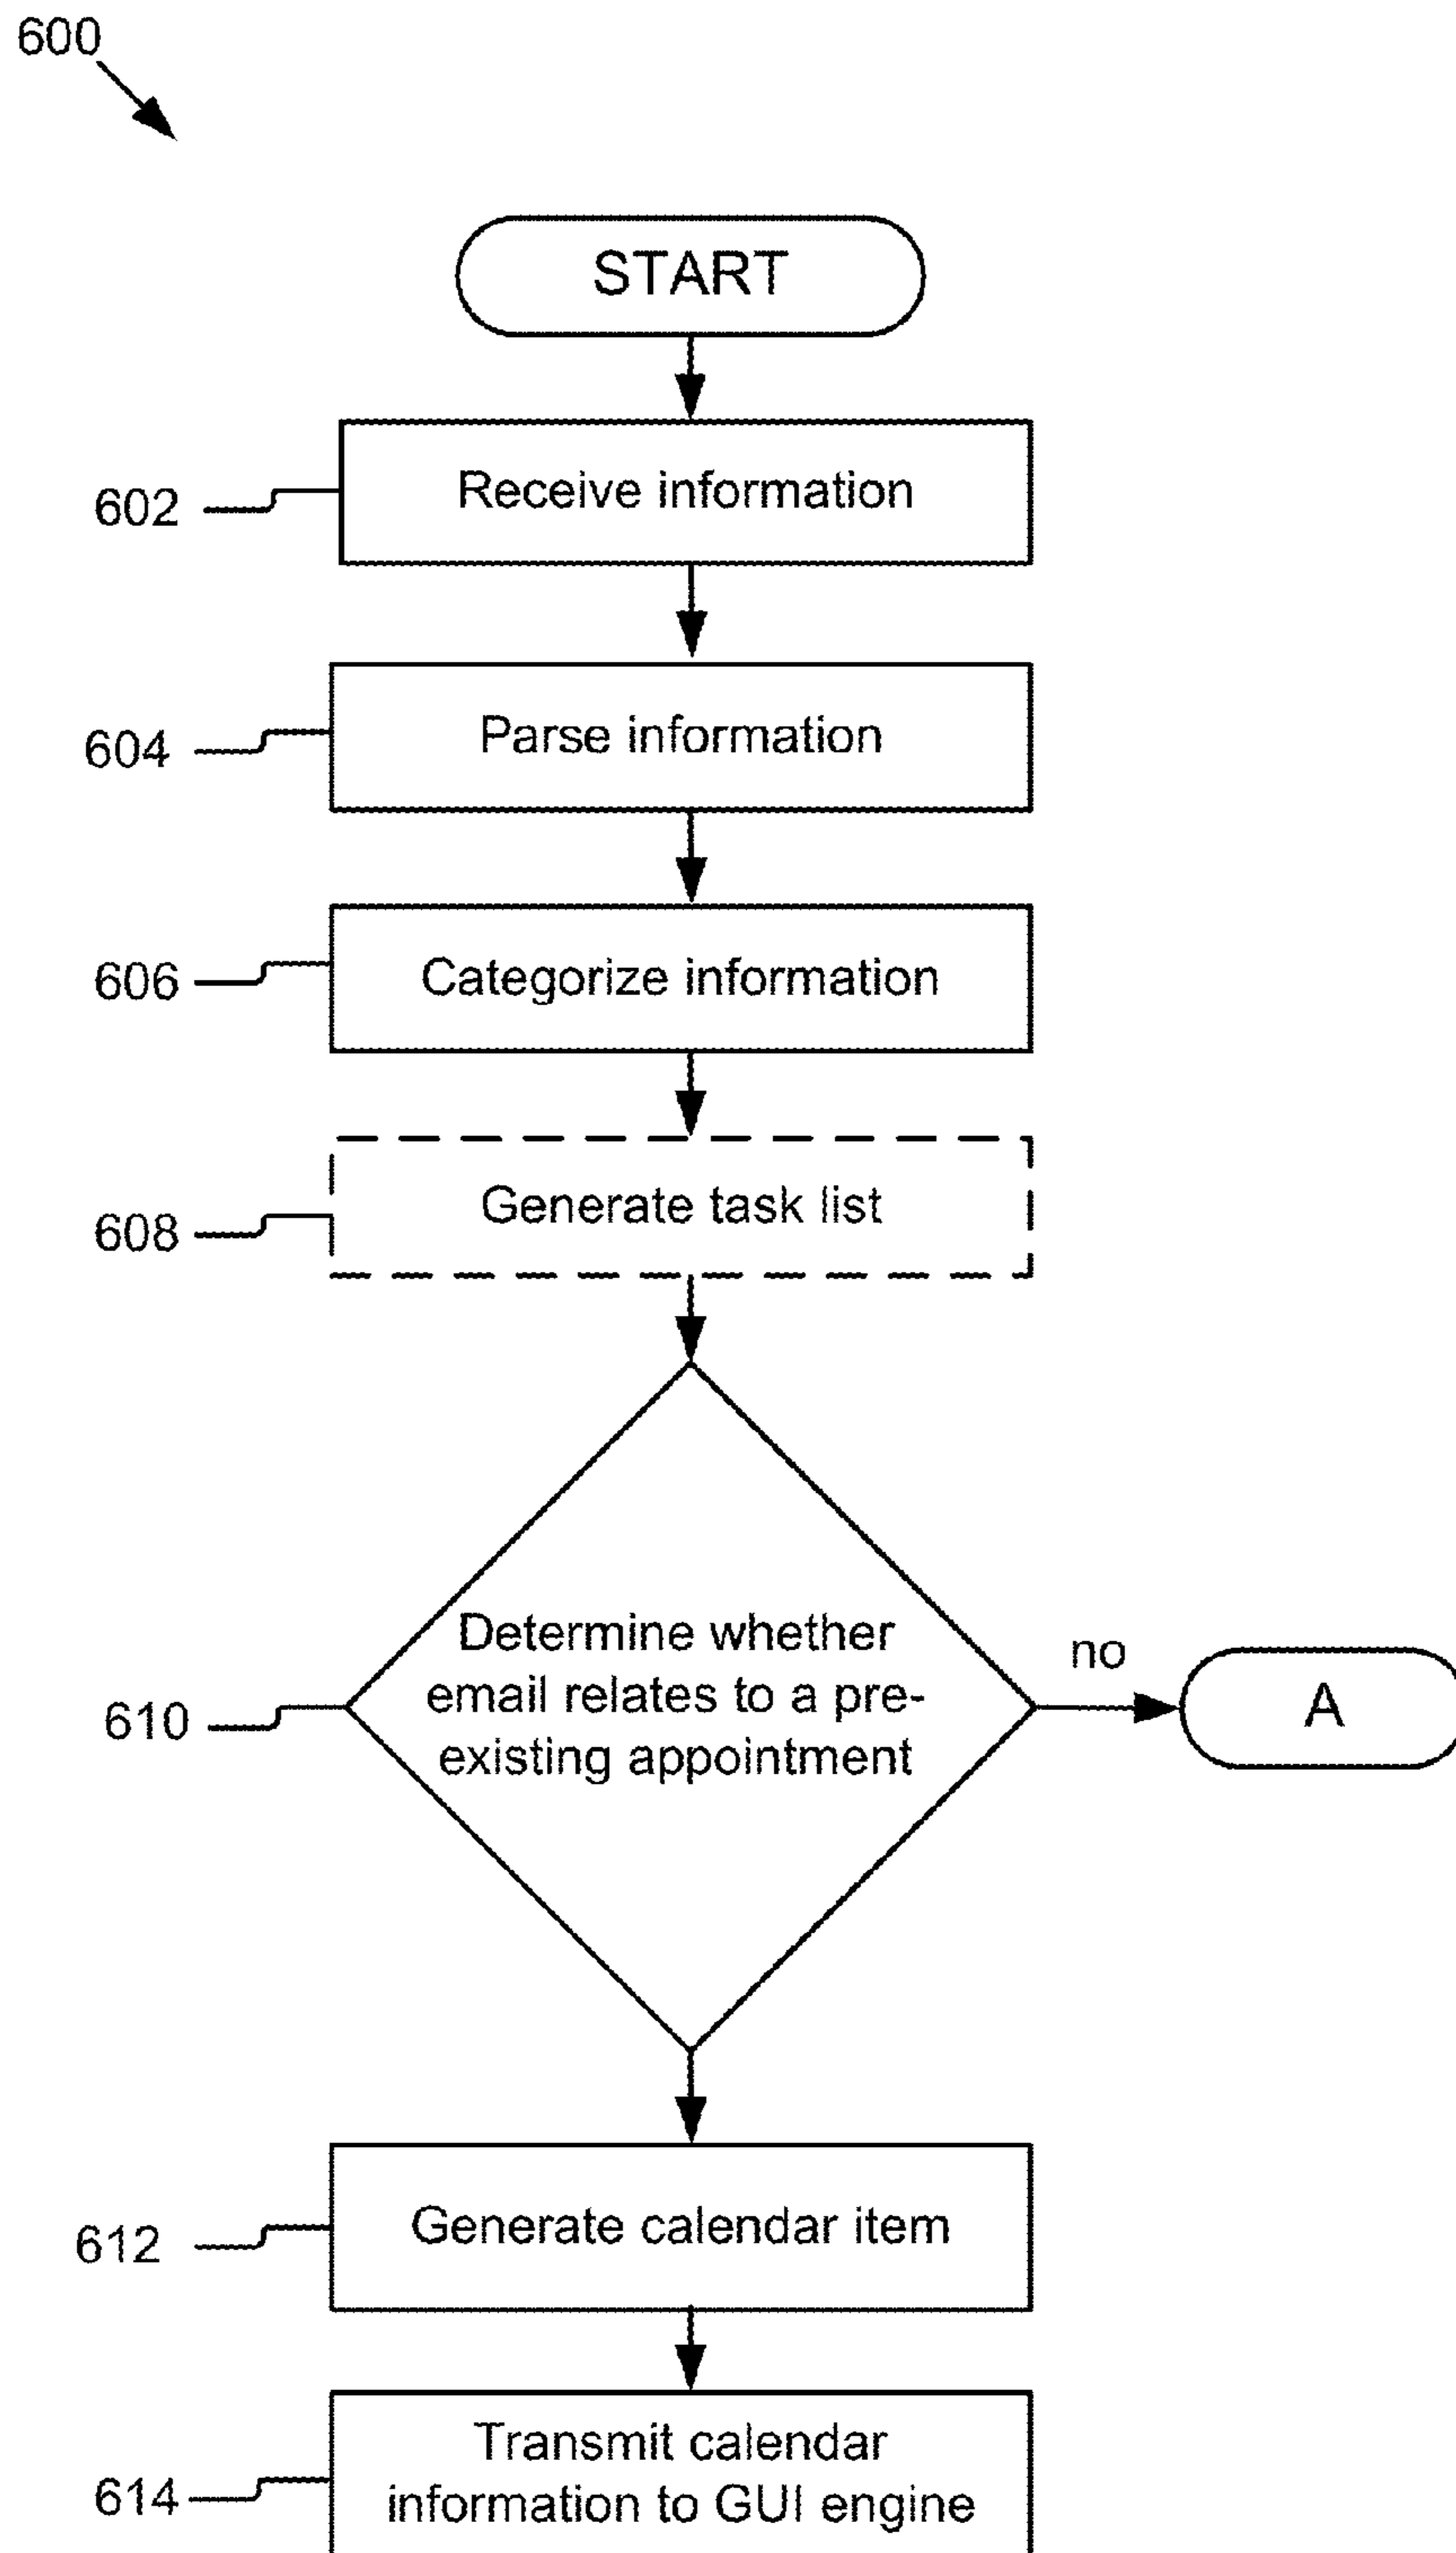 600
START
602
Receive information
604
Parse information
606
Categorize information
608
Generate task list
610
Determine whether
email relates to a pre-
existing appointment
no
A
612
Generate calendar item
614
Transmit calendar
information to GUI engine